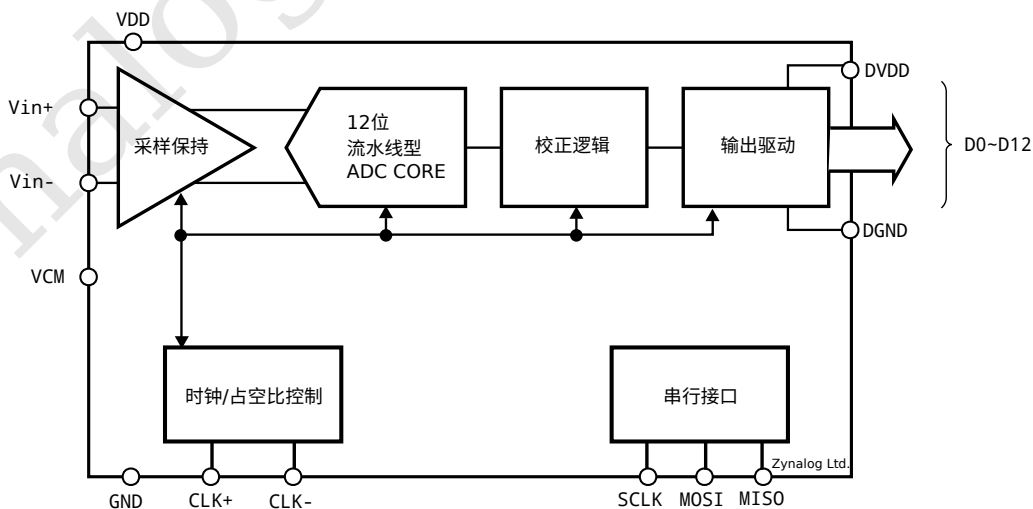 VDD
DVDD
Vin+
采样保持
12位
流水线型
ADC CORE
校正逻辑
输出驱动
D0~D12
Vin-
DGND
VCM
时钟/占空比控制
串行接口
Zynalog Ltd.
GND
CLK+
CLK-
SCLK
MOSI
MISO